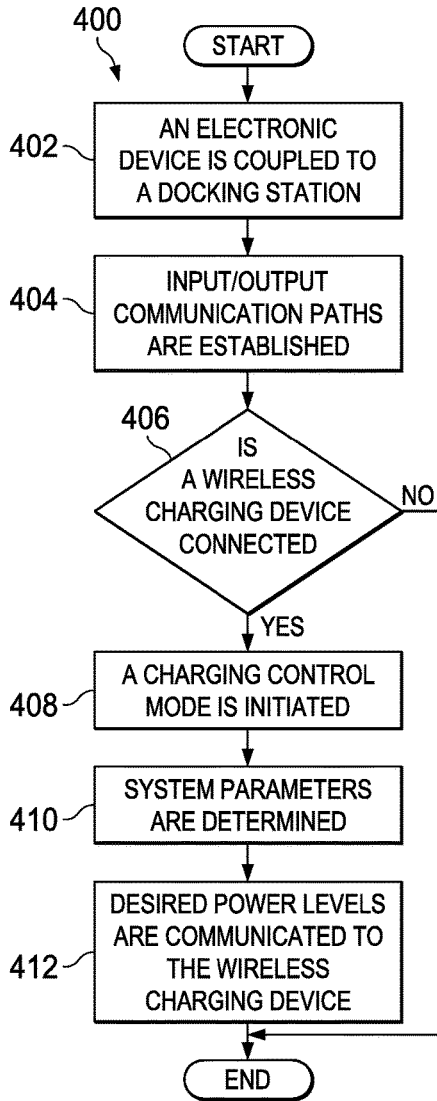 400
START
402
AN ELECTRONIC
DEVICE IS COUPLED TO
A DOCKING STATION
404
INPUT/OUTPUT
COMMUNICATION PATHS
ARE ESTABLISHED
406
IS
A WIRELESS
CHARGING DEVICE
CONNECTED
NO
YES
408
A CHARGING CONTROL
MODE IS INITIATED
410
SYSTEM PARAMETERS
ARE DETERMINED
412
DESIRED POWER LEVELS
ARE COMMUNICATED TO
THE WIRELESS
CHARGING DEVICE
END